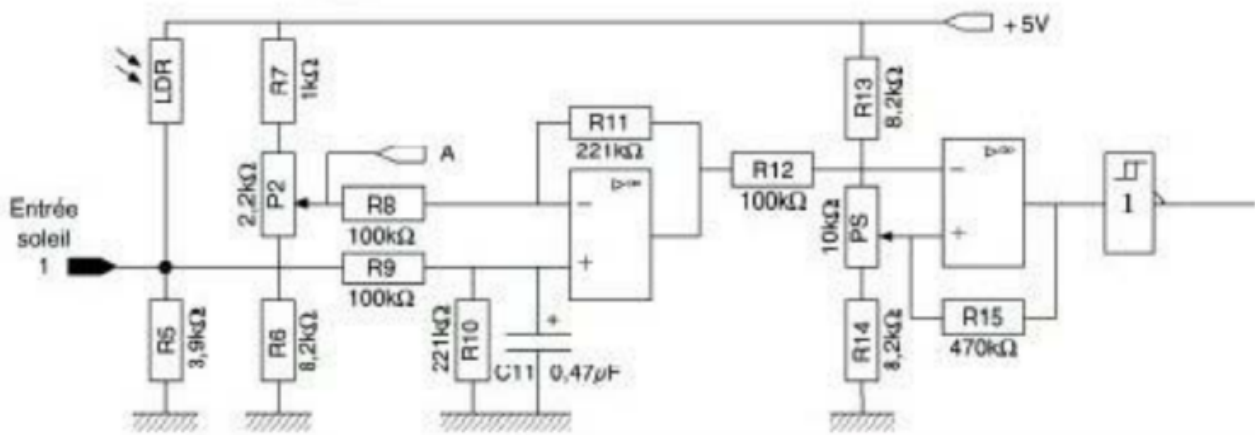 +5V
LDR
R7
1kΩ
R13
8,2kΩ
R11
221kΩ
A
2,2kΩ
P2
R8
100kΩ
▷∞
−
+
R12
100kΩ
▷∞
−
+
1
10kΩ
PS
Entrée
soleil
1
R9
100kΩ
R5
3,9kΩ
R6
8,2kΩ
221kΩ
R10
+
C11 0,47µF
R14
8,2kΩ
R15
470kΩ